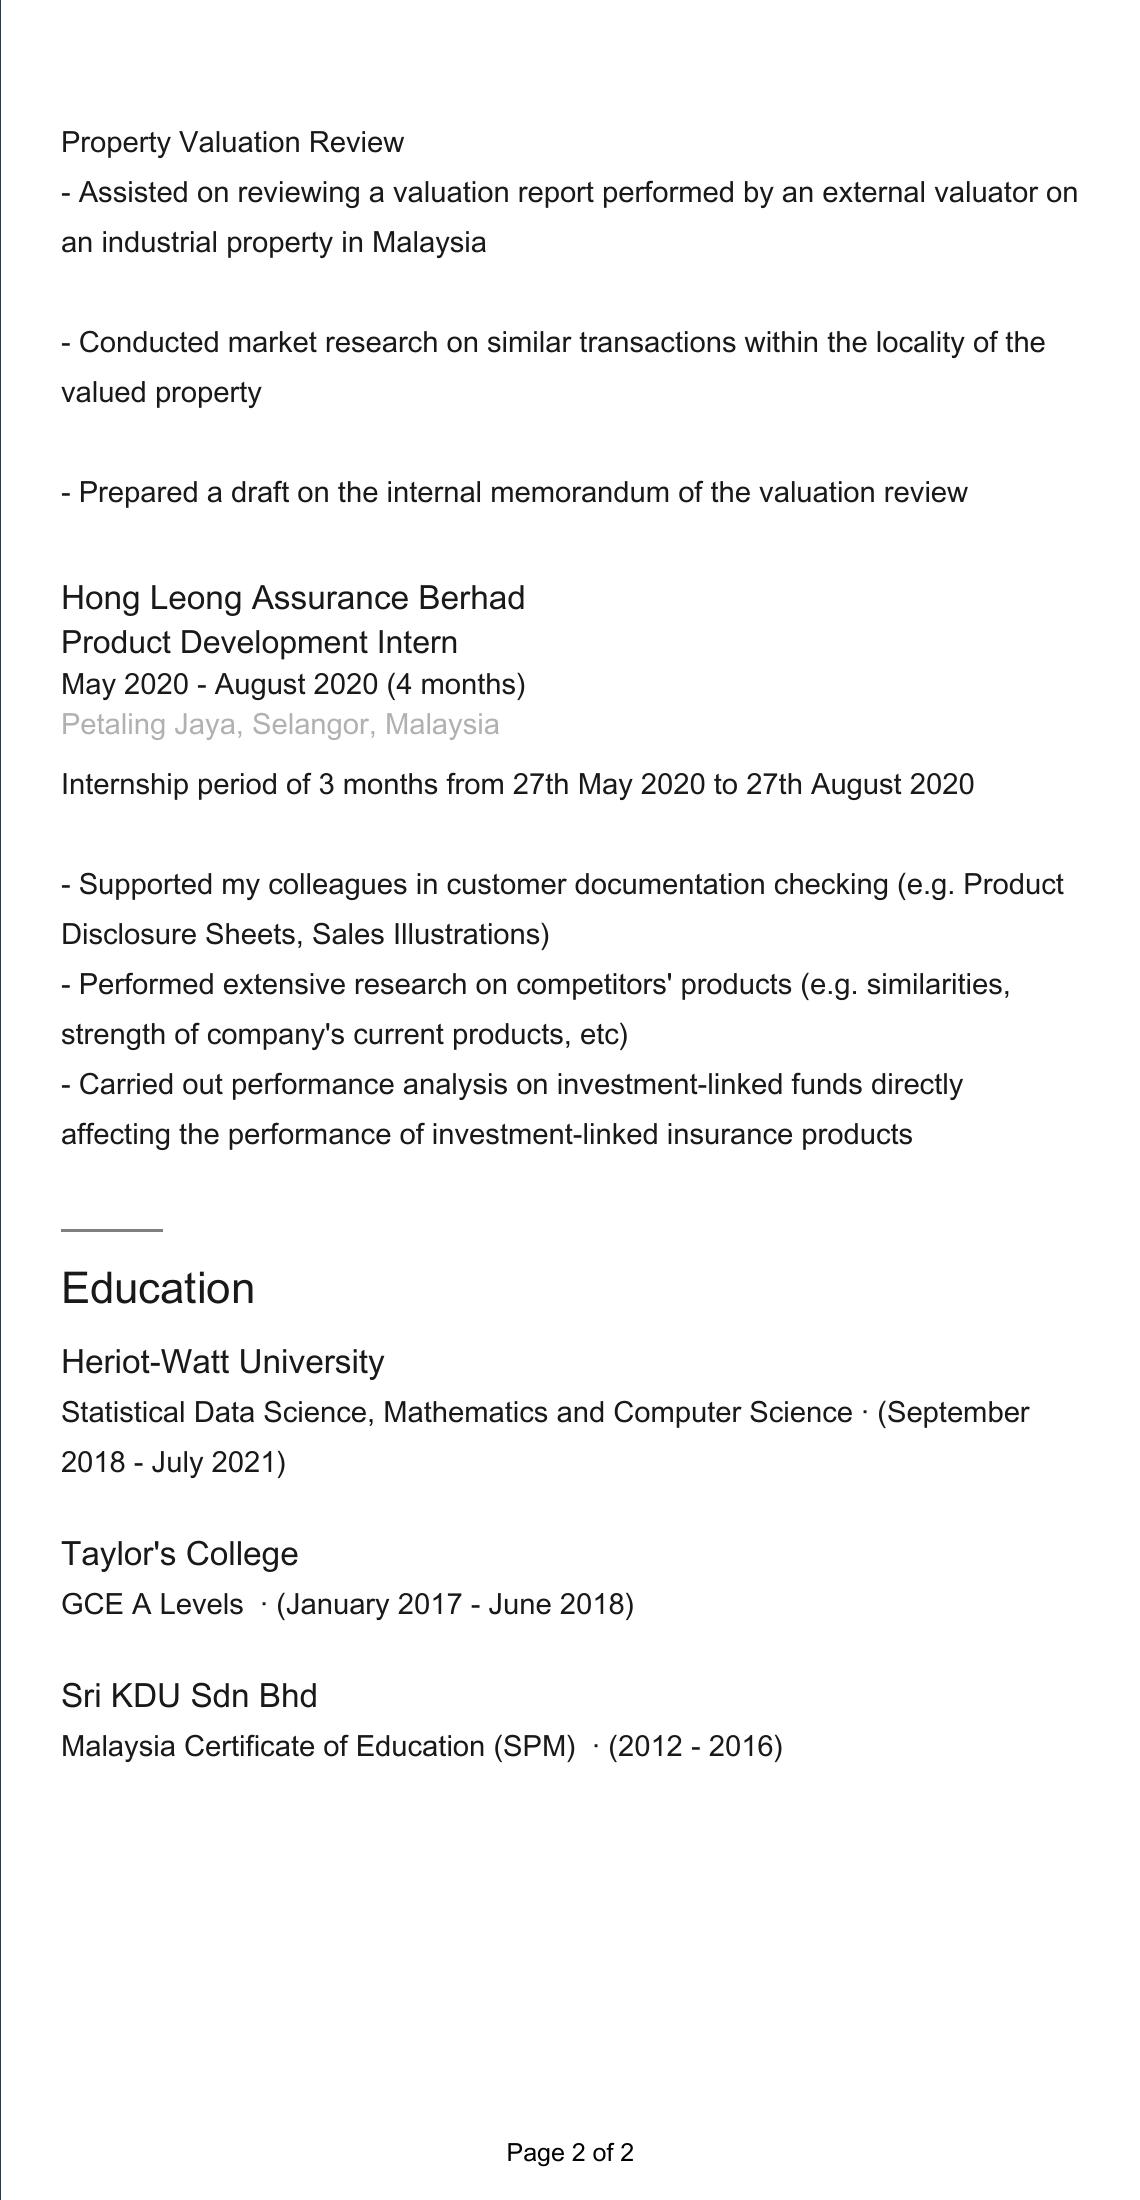 Property Valuation Review
- Assisted on reviewing a valuation report performed by an external valuator on
an industrial property in Malaysia
- Conducted market research on similar transactions within the locality of the
valued property
- Prepared a draft on the internal memorandum of the valuation review
Hong Leong Assurance Berhad
Product Development Intern
May 2020 - August 2020 (4 months)
Petaling Jaya, Selangor, Malaysia
Internship period of 3 months from 27th May 2020 to 27th August 2020
- Supported my colleagues in customer documentation checking (e.g. Product
Disclosure Sheets, Sales Illustrations)
- Performed extensive research on competitors' products (e.g. similarities,
strength of company's current products, etc)
- Carried out performance analysis on investment-linked funds directly
affecting the performance of investment-linked insurance products
Education
Heriot-Watt University
Statistical Data Science, Mathematics and Computer Science · (September
2018 - July 2021)
Taylor's College
GCE A Levels · (January 2017 - June 2018)
Sri KDU Sdn Bhd
Malaysia Certificate of Education (SPM) · (2012 - 2016)
Page 2 of 2